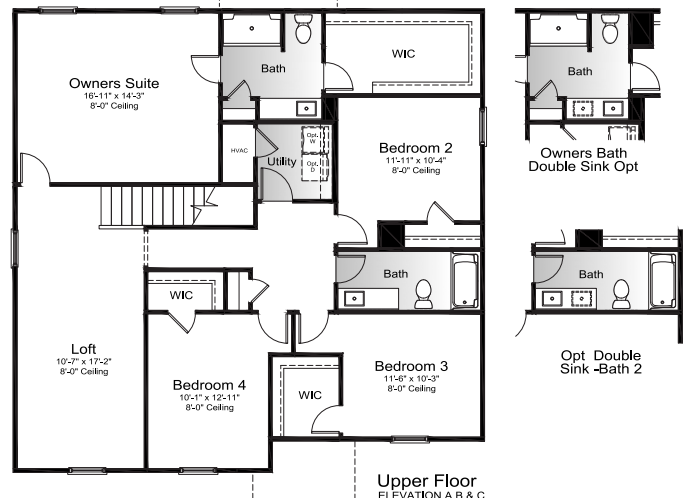 Owners Suite
16'-11" x 14'-3"
8'-0" Ceiling
Bath
WIC
HVAC
Utility
Opt. W
Opt. D
Bedroom 2
11'-11" x 10'-4"
8'-0" Ceiling
Bath
WIC
Loft
10'-7" x 17'-2"
8'-0" Ceiling
Bedroom 4
10'-1" x 12'-11"
8'-0" Ceiling
WIC
Bedroom 3
11'-6" x 10'-3"
8'-0" Ceiling
Upper Floor
ELEVATION A B & C
Bath
Owners Bath
Double Sink Opt
Bath
Opt Double
Sink -Bath 2